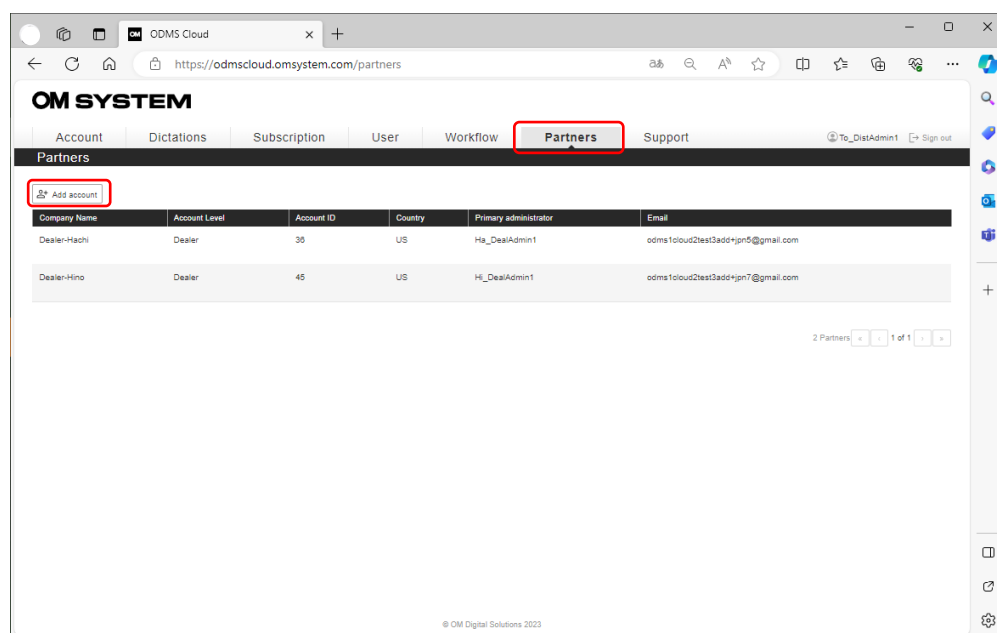 OM ODMS Cloud
https://odmscloud.omsystem.com/partners
OM SYSTEM
Account Dictations Subscription User Workflow Partners Support To_DistAdmin1 Sign out
Partners
Add account
Company Name Account Level Account ID Country Primary administrator Email
Dealer-Hachi Dealer 36 US Ha_DealAdmin1 odms1cloud2test3add+jpn5@gmail.com
Dealer-Hino Dealer 45 US Hi_DealAdmin1 odms1cloud2test3add+jpn7@gmail.com
2 Partners « ‹ 1 of 1 › »
© OM Digital Solutions 2023